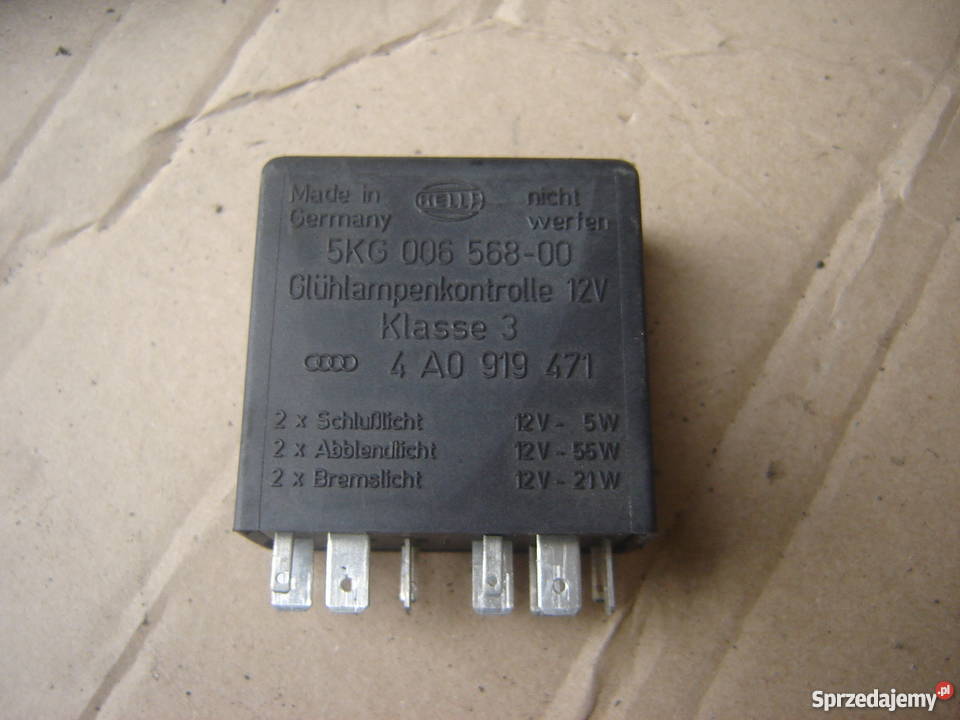 Made in HELLA nicht
Germany werfen
5KG 006 568-00
Glühlampenkontrolle 12V
Klasse 3
4 A0 919 471
2 x Schlußlicht 12V - 5W
2 x Abblendlicht 12V - 55W
2 x Bremslicht 12V - 21W
Sprzedajemy.pl